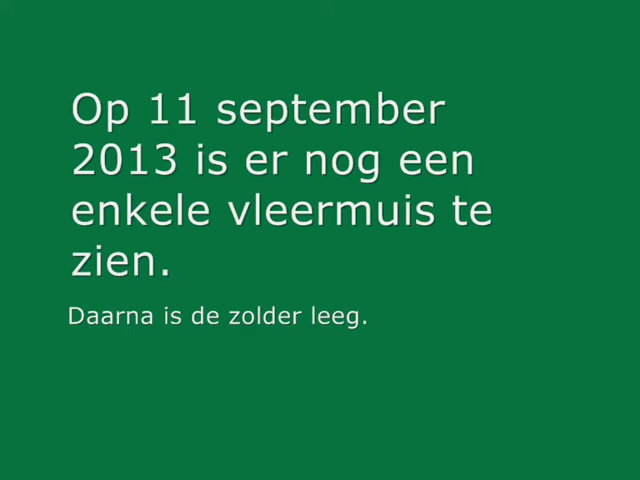 Op 11 september
2013 is er nog een
enkele vleermuis te
zien.
Daarna is de zolder leeg.